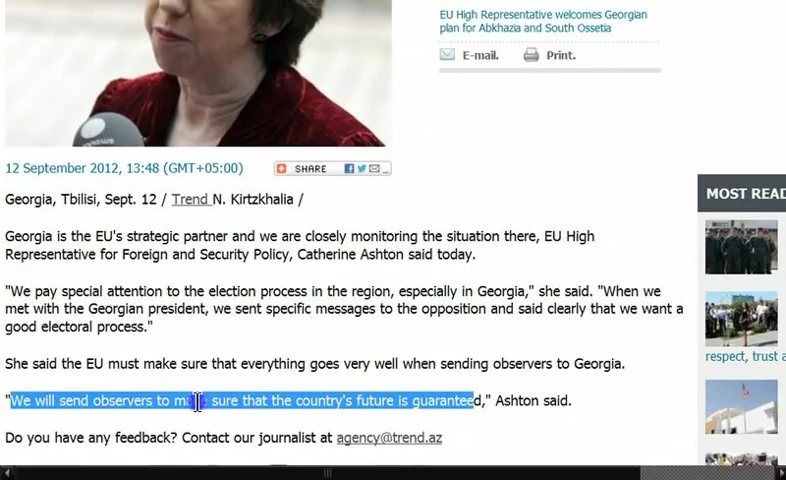 EU High Representative welcomes Georgian
plan for Abkhazia and South Ossetia
E-mail. Print.
12 September 2012, 13:48 (GMT+05:00)
SHARE
Georgia, Tbilisi, Sept. 12 / Trend N. Kirtzkhalia /
MOST READ
Georgia is the EU's strategic partner and we are closely monitoring the situation there, EU High
Representative for Foreign and Security Policy, Catherine Ashton said today.
"We pay special attention to the election process in the region, especially in Georgia," she said. "When we
met with the Georgian president, we sent specific messages to the opposition and said clearly that we want a
good electoral process."
respect, trust a
She said the EU must make sure that everything goes very well when sending observers to Georgia.
"We will send observers to make sure that the country's future is guaranteed," Ashton said.
Do you have any feedback? Contact our journalist at agency@trend.az